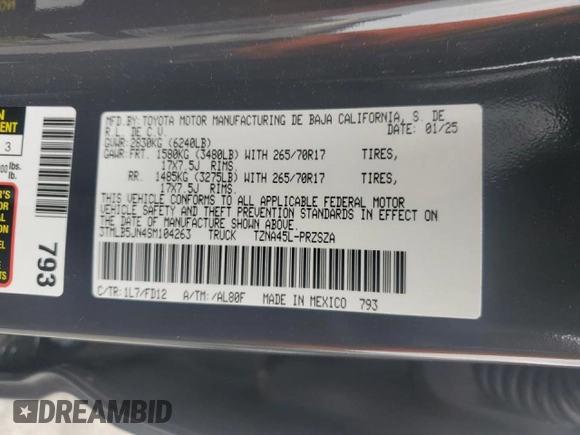 MFD.BY: TOYOTA MOTOR MANUFACTURING DE BAJA CALIFORNIA, S. DE
R.L. DE C.V. DATE: 01/25
GVWR 2830KG (6240LB)
GAWR: FRT. 1580KG (3480LB) WITH 265/70R17 TIRES,
17X7.5J RIMS.
RR. 1485KG (3275LB) WITH 265/70R17 TIRES,
17X7.5J RIMS.
THIS VEHICLE CONFORMS TO ALL APPLICABLE FEDERAL MOTOR
VEHICLE SAFETY AND THEFT PREVENTION STANDARDS IN EFFECT ON
THE DATE OF MANUFACTURE SHOWN ABOVE.
3TMLB5JN4SM104263 TRUCK TZNA45L-PRZSZA
C/TR: 1L7/FD12 A/TM: /AL80F MADE IN MEXICO 793
3
lbs.
lb.
793
DREAMBID